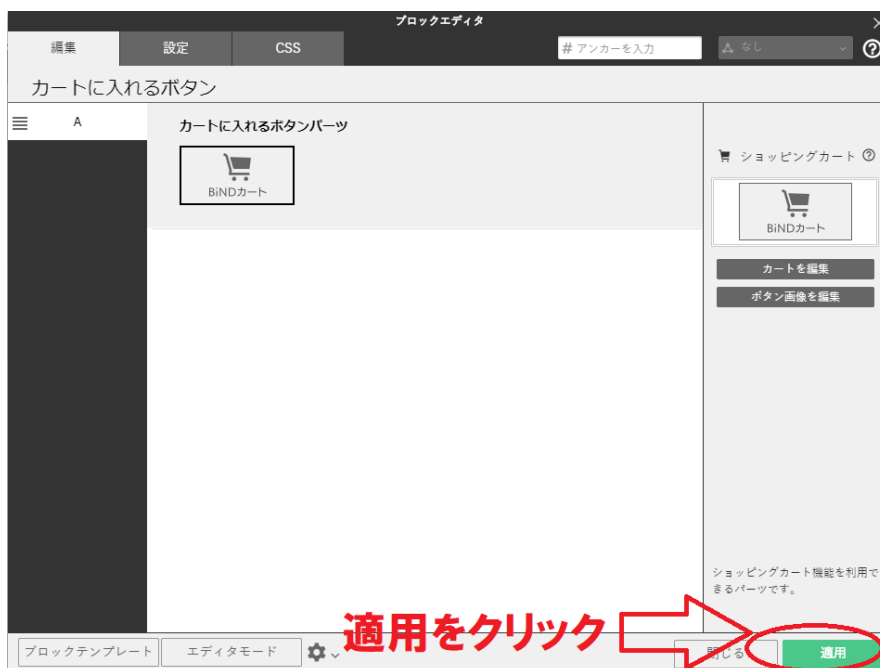 ブロックエディタ
編集 設定 CSS # アンカーを入力 なし
カートに入れるボタン
A
カートに入れるボタンパーツ
BiNDカート
ショッピングカート
BiNDカート
カートを編集
ボタン画像を編集
ショッピングカート機能を利用で
きるパーツです。
適用をクリック
ブロックテンプレート エディタモード 閉じる 適用